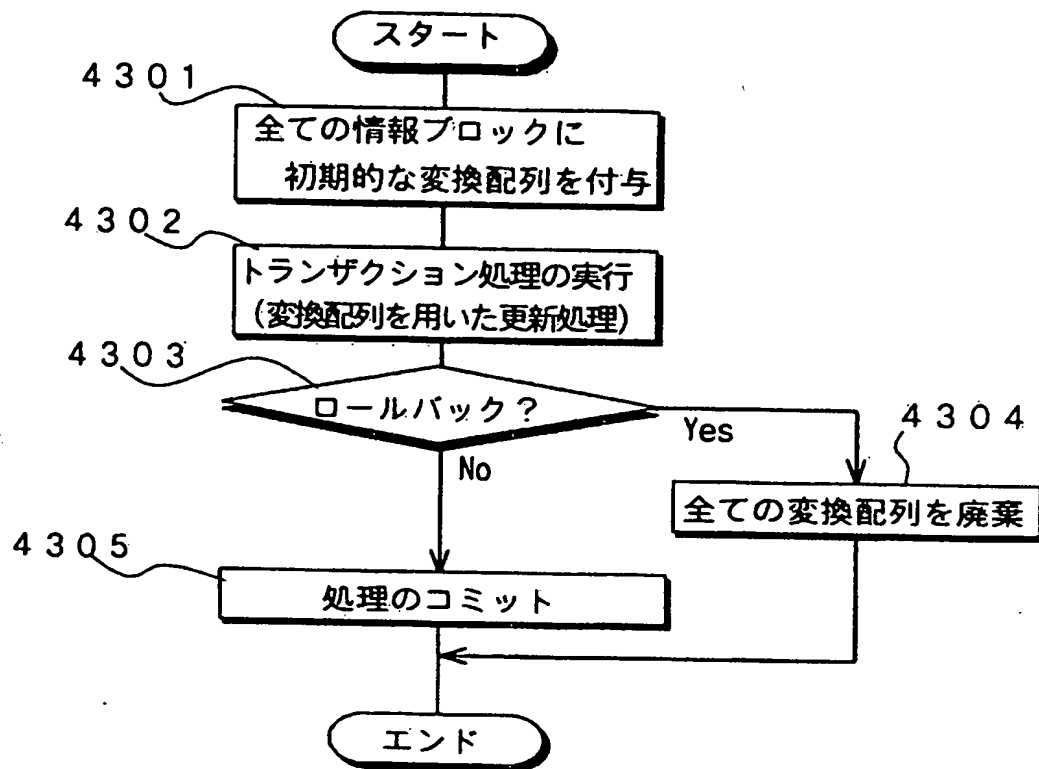 スタート
4301
全ての情報ブロックに
初期的な変換配列を付与
4302
トランザクション処理の実行
(変換配列を用いた更新処理)
4303
ロールバック?
Yes
No
4304
全ての変換配列を廃棄
4305
処理のコミット
エンド